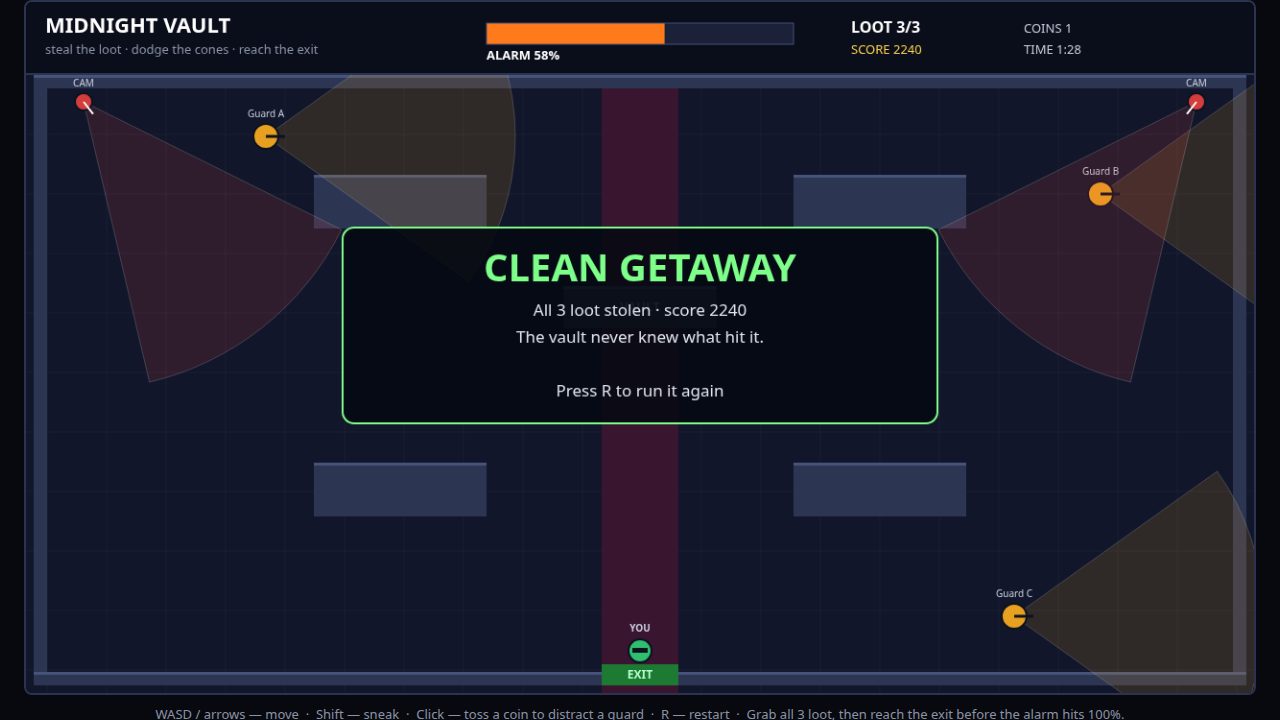 MIDNIGHT VAULT
steal the loot · dodge the cones · reach the exit
ALARM 58%
LOOT 3/3
SCORE 2240
COINS 1
TIME 1:28
CAM
CAM
Guard A
Guard B
CLEAN GETAWAY
All 3 loot stolen · score 2240
The vault never knew what hit it.
Press R to run it again
Guard C
YOU
EXIT
WASD / arrows — move · Shift — sneak · Click — toss a coin to distract a guard · R — restart · Grab all 3 loot, then reach the exit before the alarm hits 100%.